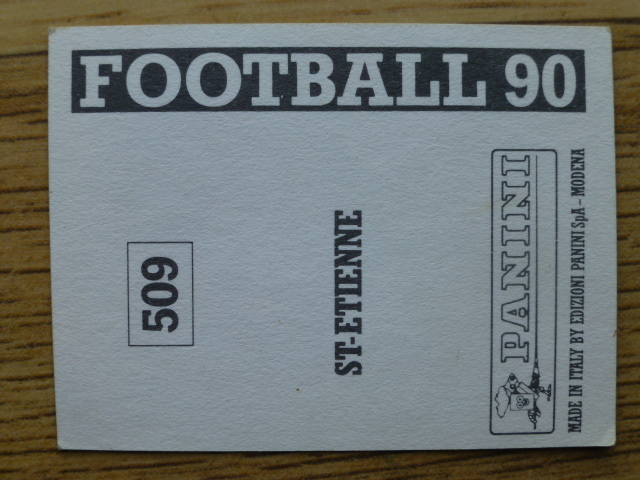 FOOTBALL 90
509
ST-ETIENNE
PANINI
MADE IN ITALY BY EDIZIONI PANINI SpA - MODENA